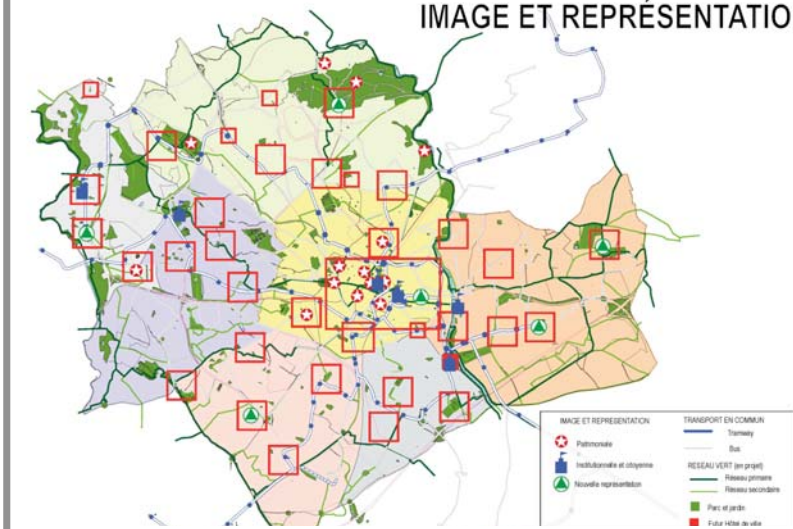 IMAGE ET REPRÉSENTATIO
IMAGE ET REPRESENTATION
Patrimoniale
Institutionnelle et citoyenne
Nouvelle représentation
TRANSPORT EN COMMUN
Tramway
Bus
RESEAU VERT (en projet)
Réseau primaire
Réseau secondaire
Parc et jardin
Futur Hôtel de ville